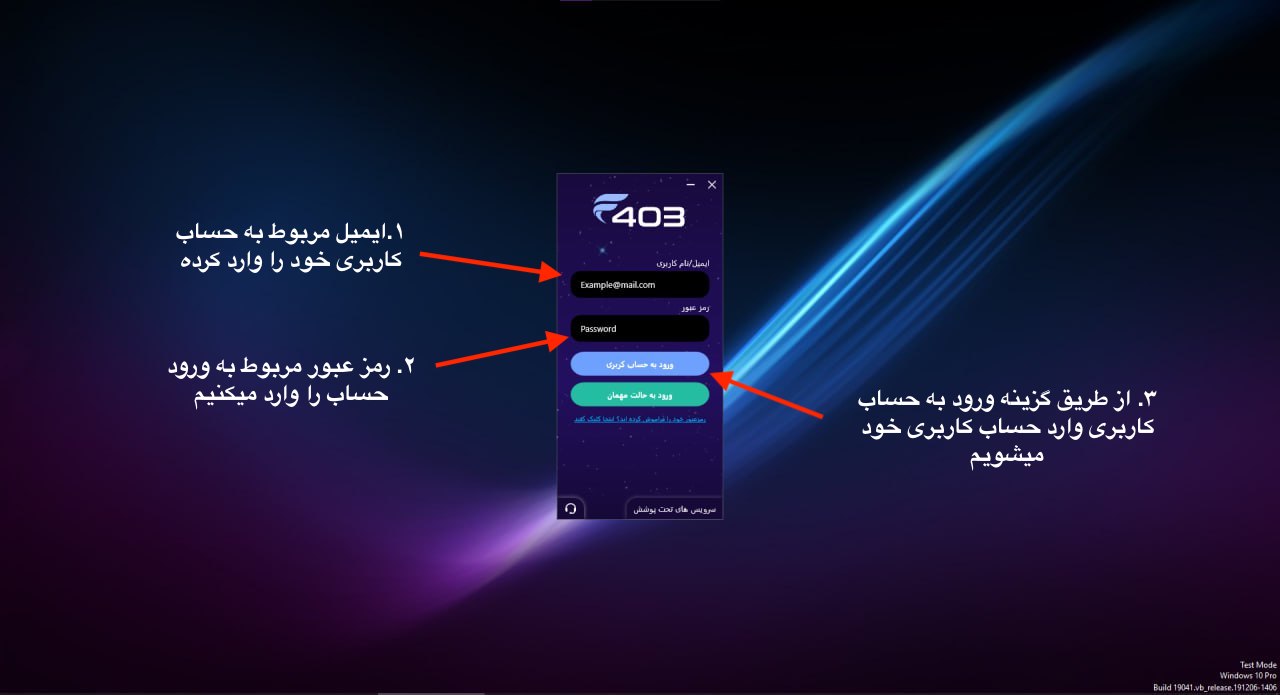 403
۱.ایمیل مربوط به حساب
کاربری خود را وارد کرده
ایمیل/نام کاربری
Example@mail.com
رمز عبور
Password
۲. رمز عبور مربوط به ورود
حساب را وارد میکنیم
ورود به حساب کربری
ورود به حالت مهمان
رمزعبور خود را فراموش کرده اید؟ اینجا کلیک کنید
۳. از طریق گزینه ورود به حساب
کاربری وارد حساب کاربری خود
میشویم
سرویس های تحت پوشش
Test Mode
Windows 10 Pro
Build 19041.vb_release.191206-1406